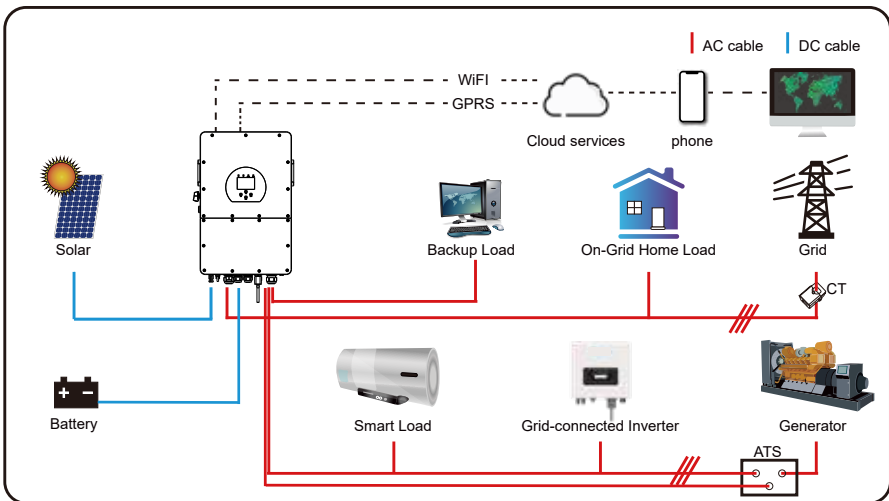 AC cable
DC cable
WiFI
GPRS
Cloud services
phone
Solar
Backup Load
On-Grid Home Load
Grid
CT
Battery
Smart Load
Grid-connected Inverter
Generator
ATS